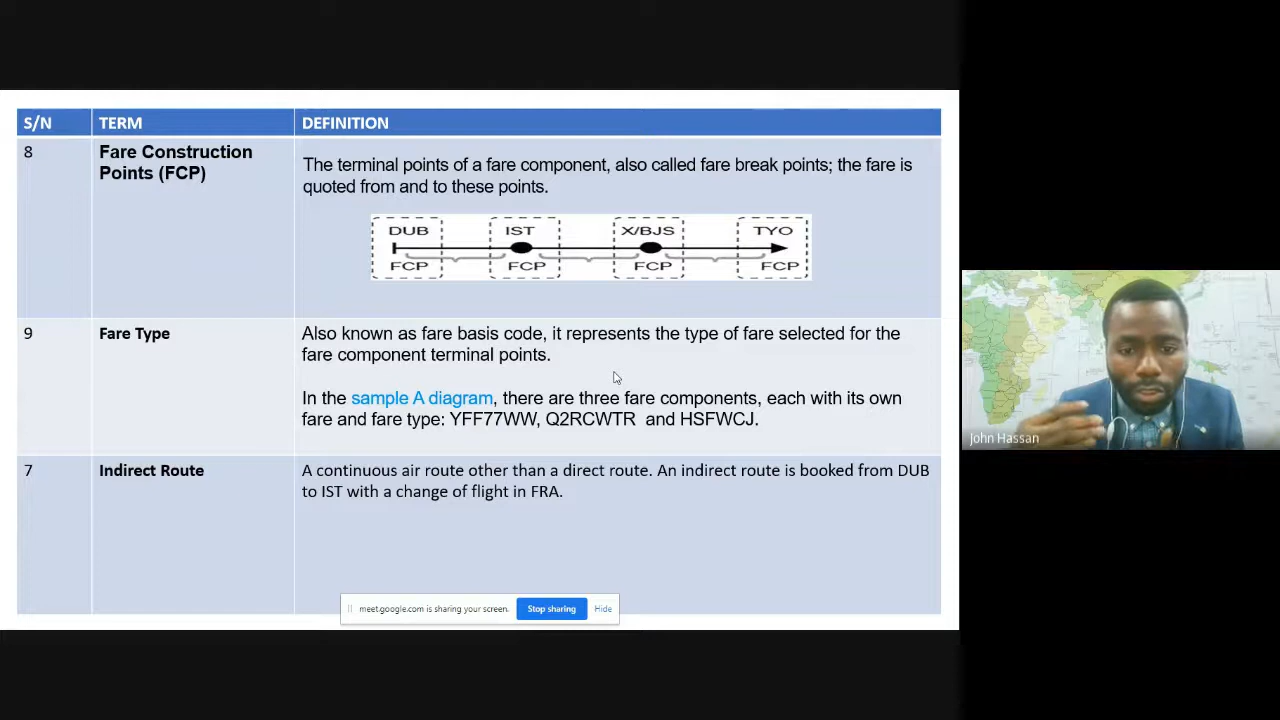 S/N TERM DEFINITION
8 Fare Construction
Points (FCP)
The terminal points of a fare component, also called fare break points; the fare is
quoted from and to these points.
DUB IST X/BJS TYO
FCP FCP FCP FCP
9 Fare Type
Also known as fare basis code, it represents the type of fare selected for the
fare component terminal points.
In the sample A diagram, there are three fare components, each with its own
fare and fare type: YFF77WW, Q2RCWTR and HSFWCJ.
7 Indirect Route
A continuous air route other than a direct route. An indirect route is booked from DUB
to IST with a change of flight in FRA.
meet.google.com is sharing your screen. Stop sharing Hide
John Hassan